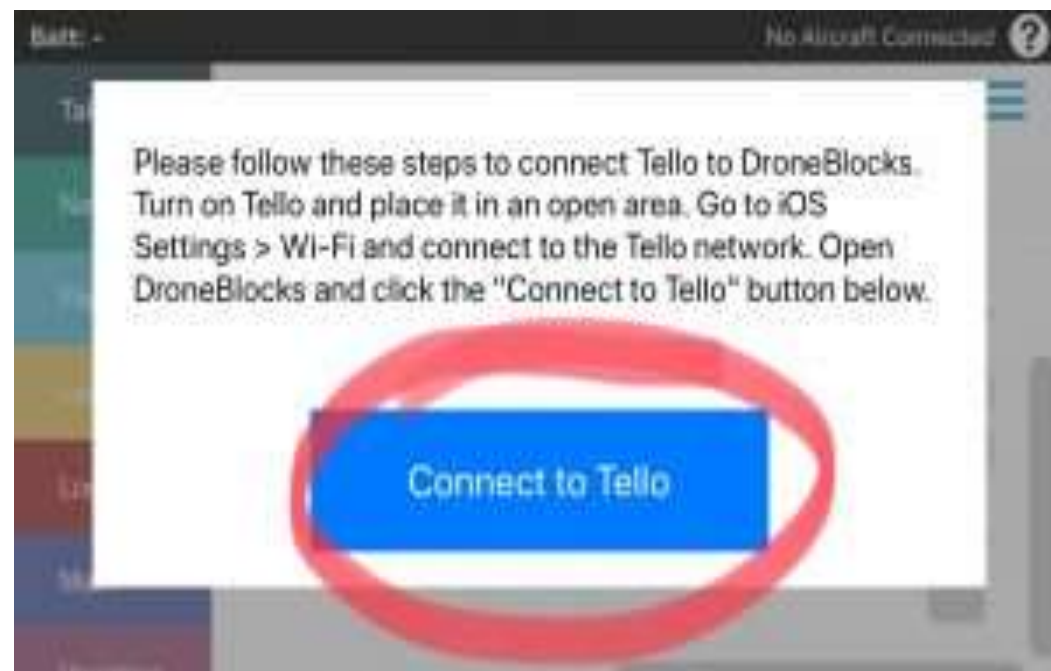 Batt: -
No Aircraft Connected ?
Please follow these steps to connect Tello to DroneBlocks.
Turn on Tello and place it in an open area. Go to iOS
Settings > Wi-Fi and connect to the Tello network. Open
DroneBlocks and click the "Connect to Tello" button below.
Connect to Tello